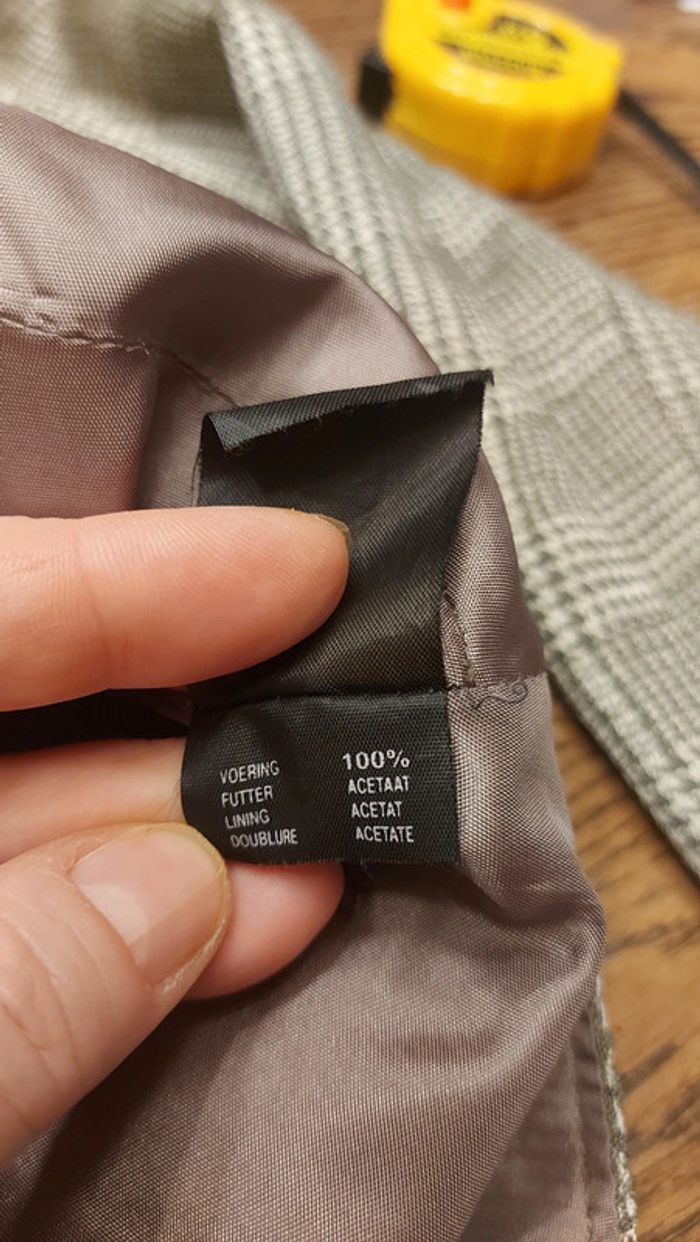 VOERING 100%
FUTTER ACETAAT
LINING ACETAT
DOUBLURE ACETATE